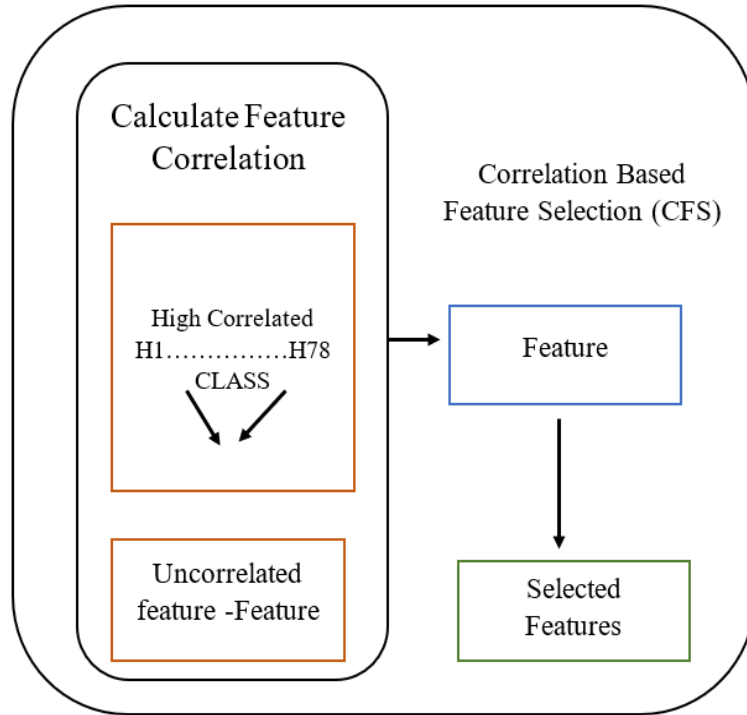 Calculate Feature
Correlation
High Correlated
H1...............H78
CLASS
Uncorrelated
feature -Feature
Correlation Based
Feature Selection (CFS)
Feature
Selected
Features